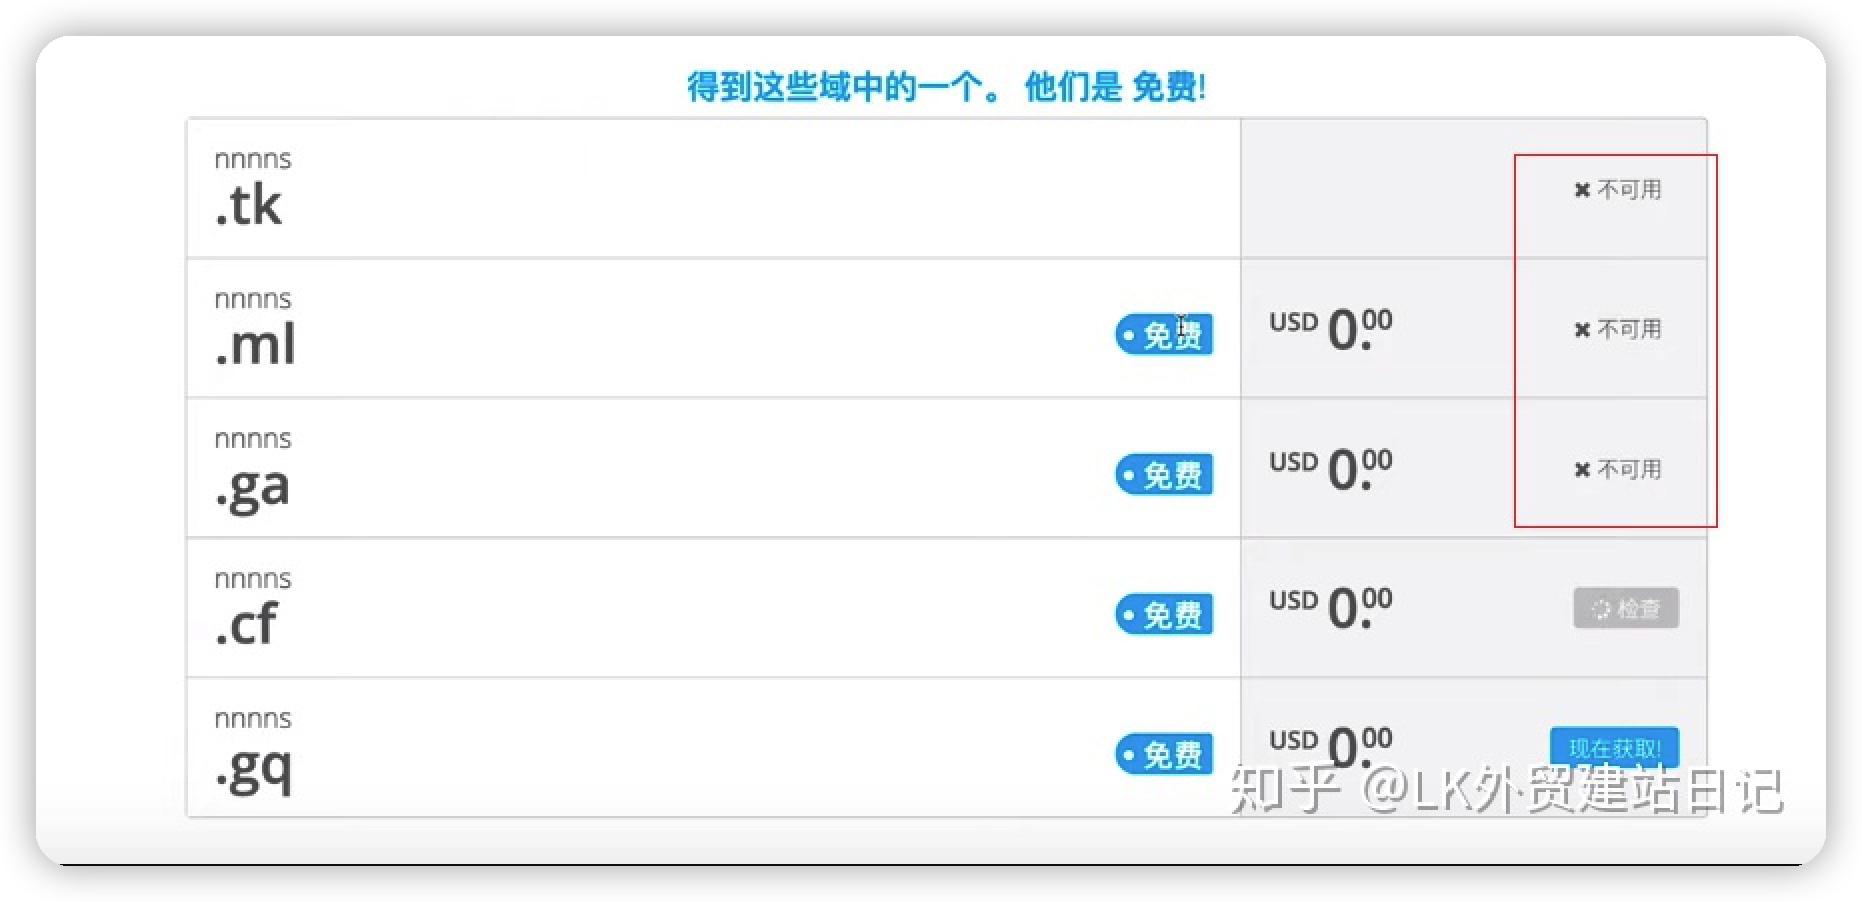 得到这些域中的一个。 他们是 免费!
nnnns
.tk
✖ 不可用
nnnns
.ml
• 免费
USD 0.00
✖ 不可用
nnnns
.ga
• 免费
USD 0.00
✖ 不可用
nnnns
.cf
• 免费
USD 0.00
检查
nnnns
.gq
• 免费
USD 0.00
现在获取!
知乎 @LK外贸建站日记